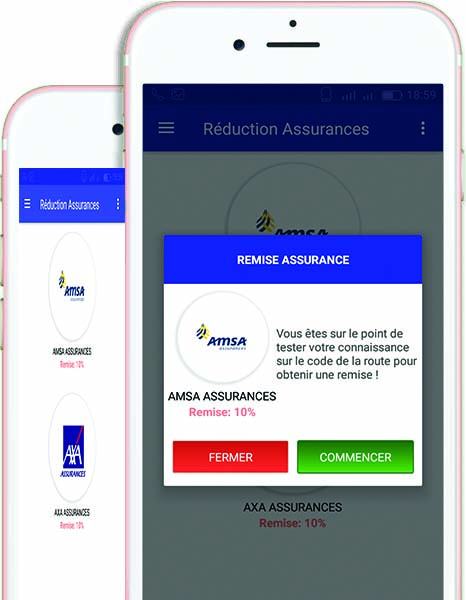 Réduction Assurances
AMSA
ASSURANCES
AMSA ASSURANCES
Remise: 10%
AXA
ASSURANCES
AXA ASSURANCES
Remise: 10%
18:59
Réduction Assurances
AMSA
REMISE ASSURANCE
AMSA
ASSURANCES
Vous êtes sur le point de
tester votre connaissance
sur le code de la route pour
obtenir une remise !
AMSA ASSURANCES
Remise: 10%
FERMER
COMMENCER
AXA ASSURANCES
Remise: 10%